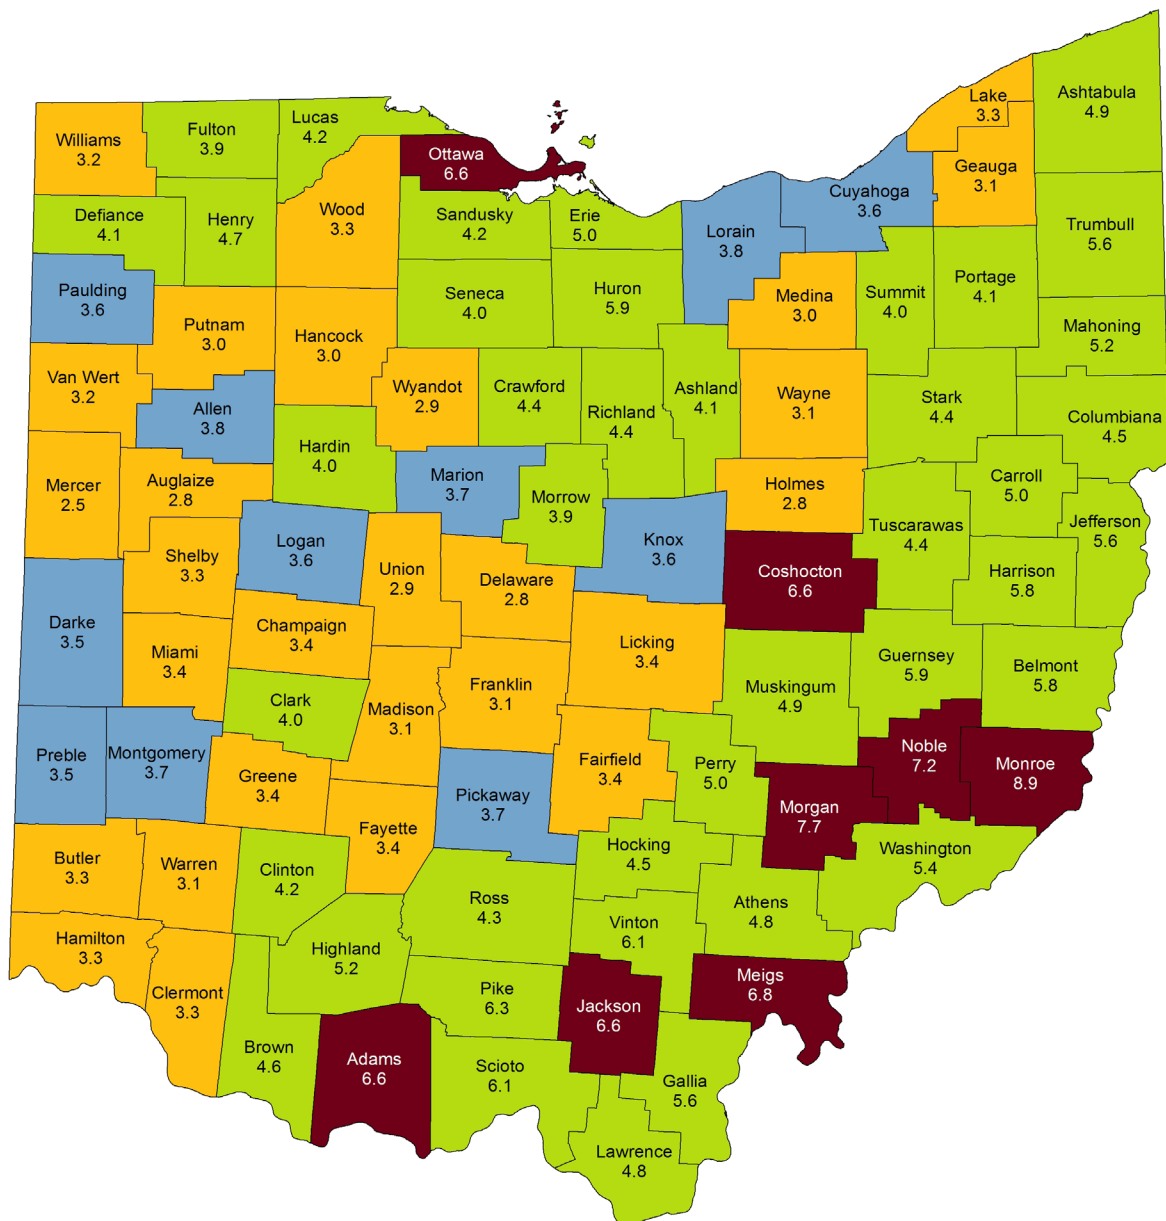 Ashtabula
4.9
Lake
3.3
Geauga
3.1
Williams
3.2
Fulton
3.9
Lucas
4.2
Ottawa
6.6
Cuyahoga
3.6
Defiance
4.1
Henry
4.7
Wood
3.3
Sandusky
4.2
Erie
5.0
Lorain
3.8
Trumbull
5.6
Paulding
3.6
Putnam
3.0
Hancock
3.0
Seneca
4.0
Huron
5.9
Medina
3.0
Summit
4.0
Portage
4.1
Mahoning
5.2
Van Wert
3.2
Allen
3.8
Wyandot
2.9
Crawford
4.4
Richland
4.4
Ashland
4.1
Wayne
3.1
Stark
4.4
Columbiana
4.5
Hardin
4.0
Mercer
2.5
Auglaize
2.8
Marion
3.7
Morrow
3.9
Holmes
2.8
Carroll
5.0
Tuscarawas
4.4
Jefferson
5.6
Shelby
3.3
Logan
3.6
Union
2.9
Delaware
2.8
Knox
3.6
Coshocton
6.6
Harrison
5.8
Darke
3.5
Miami
3.4
Champaign
3.4
Licking
3.4
Guernsey
5.9
Belmont
5.8
Clark
4.0
Madison
3.1
Franklin
3.1
Muskingum
4.9
Preble
3.5
Montgomery
3.7
Greene
3.4
Fairfield
3.4
Perry
5.0
Noble
7.2
Monroe
8.9
Pickaway
3.7
Morgan
7.7
Fayette
3.4
Butler
3.3
Warren
3.1
Clinton
4.2
Hocking
4.5
Washington
5.4
Ross
4.3
Athens
4.8
Vinton
6.1
Hamilton
3.3
Highland
5.2
Clermont
3.3
Pike
6.3
Jackson
6.6
Meigs
6.8
Brown
4.6
Adams
6.6
Scioto
6.1
Gallia
5.6
Lawrence
4.8